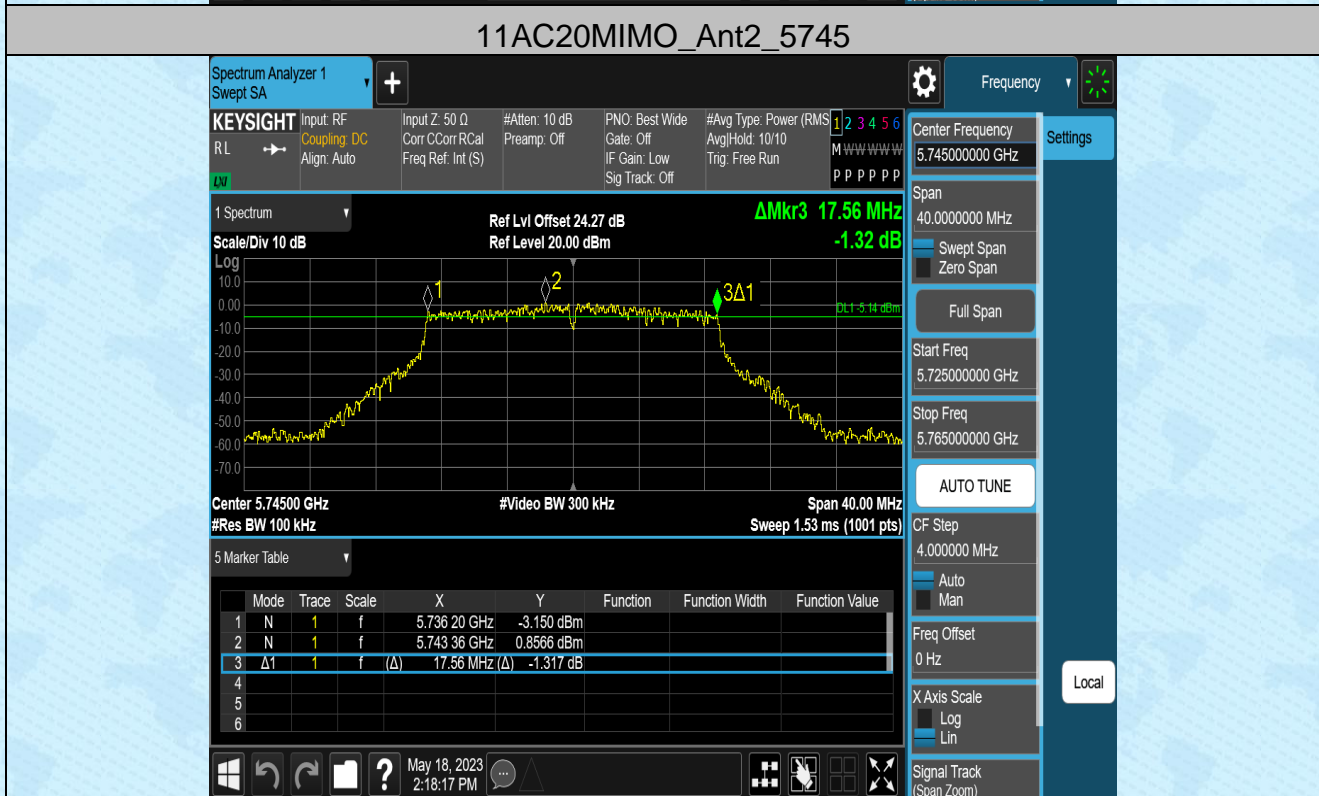 11AC20MIMO_Ant2_5745
Spectrum Analyzer 1
Swept SA
+
Frequency
KEYSIGHT
RL
LXI
Input: RF
Coupling: DC
Align: Auto
Input Z: 50 Ω
Corr CCorr RCal
Freq Ref: Int (S)
#Atten: 10 dB
Preamp: Off
PNO: Best Wide
Gate: Off
IF Gain: Low
Sig Track: Off
#Avg Type: Power (RMS
Avg|Hold: 10/10
Trig: Free Run
1 2 3 4 5 6
M W W W W W
P P P P P P
Center Frequency
5.745000000 GHz
Settings
Span
40.0000000 MHz
Swept Span
Zero Span
Full Span
Start Freq
5.725000000 GHz
Stop Freq
5.765000000 GHz
AUTO TUNE
CF Step
4.000000 MHz
Auto
Man
Freq Offset
0 Hz
X Axis Scale
Log
Lin
Signal Track
(Span Zoom)
Local
1 Spectrum
Scale/Div 10 dB
Ref Lvl Offset 24.27 dB
Ref Level 20.00 dBm
ΔMkr3 17.56 MHz
-1.32 dB
Log
10.0
0.00
-10.0
-20.0
-30.0
-40.0
-50.0
-60.0
-70.0
1
2
3Δ1
DL1 -5.14 dBm
Center 5.74500 GHz
#Video BW 300 kHz
Span 40.00 MHz
#Res BW 100 kHz
Sweep 1.53 ms (1001 pts)
5 Marker Table
Mode Trace Scale X Y Function Function Width Function Value
1 N 1 f 5.736 20 GHz -3.150 dBm
2 N 1 f 5.743 36 GHz 0.8566 dBm
3 Δ1 1 f (Δ) 17.56 MHz (Δ) -1.317 dB
4
5
6
?
May 18, 2023
2:18:17 PM